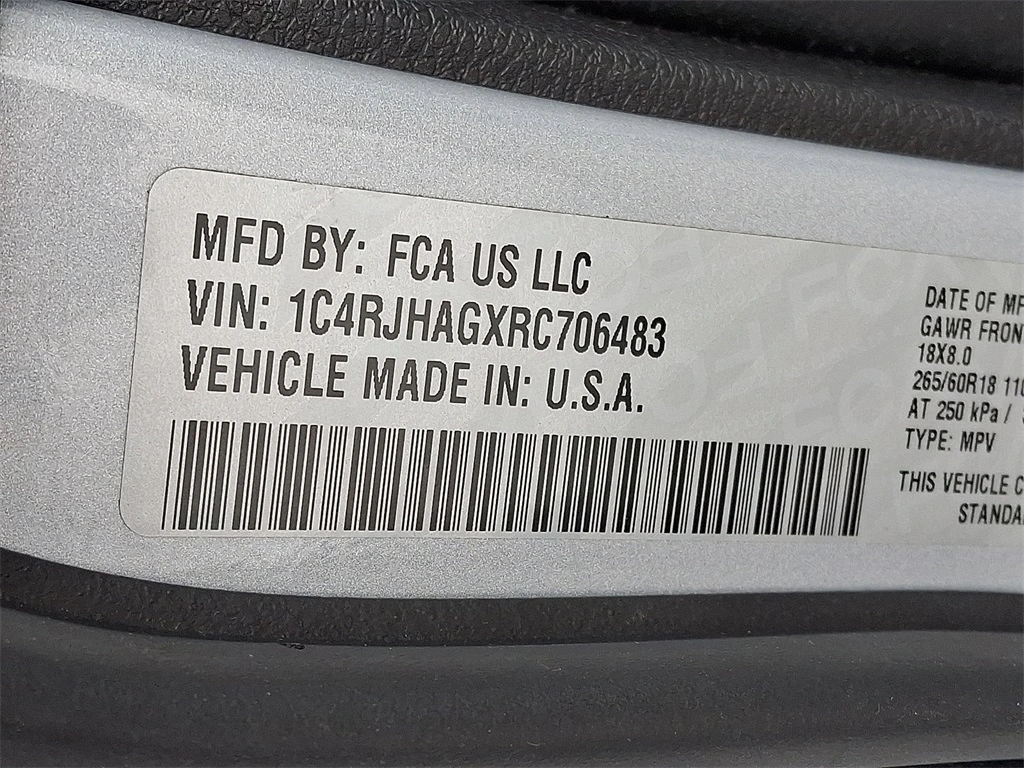 MFD BY: FCA US LLC
VIN: 1C4RJHAGXRC706483
VEHICLE MADE IN: U.S.A.
DATE OF
GAWR
18X8.0
265/60R18
AT 250 kPa /
TYPE: MPV
THIS VEHICLE